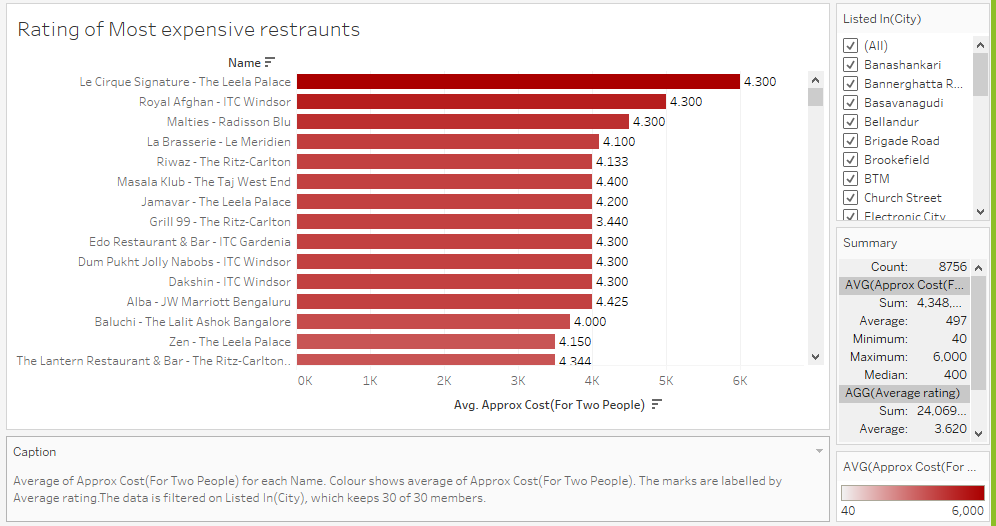 Rating of Most expensive restraunts
Name
Le Cirque Signature - The Leela Palace 4.300
Royal Afghan - ITC Windsor 4.300
Malties - Radisson Blu 4.300
La Brasserie - Le Meridien 4.100
Riwaz - The Ritz-Carlton 4.133
Masala Klub - The Taj West End 4.400
Jamavar - The Leela Palace 4.200
Grill 99 - The Ritz-Carlton 3.440
Edo Restaurant & Bar - ITC Gardenia 4.300
Dum Pukht Jolly Nabobs - ITC Windsor 4.300
Dakshin - ITC Windsor 4.300
Alba - JW Marriott Bengaluru 4.425
Baluchi - The Lalit Ashok Bangalore 4.000
Zen - The Leela Palace 4.150
The Lantern Restaurant & Bar - The Ritz-Carlton.. 4.344
0K 1K 2K 3K 4K 5K 6K
Avg. Approx Cost(For Two People)
Caption
Average of Approx Cost(For Two People) for each Name. Colour shows average of Approx Cost(For Two People). The marks are labelled by
Average rating.The data is filtered on Listed In(City), which keeps 30 of 30 members.
Listed In(City)
(All)
Banashankari
Bannerghatta R...
Basavanagudi
Bellandur
Brigade Road
Brookefield
BTM
Church Street
Electronic City
Summary
Count: 8756
AVG(Approx Cost(F...
Sum: 4,348,...
Average: 497
Minimum: 40
Maximum: 6,000
Median: 400
AGG(Average rating)
Sum: 24,069...
Average: 3.620
AVG(Approx Cost(For ...
40 6,000